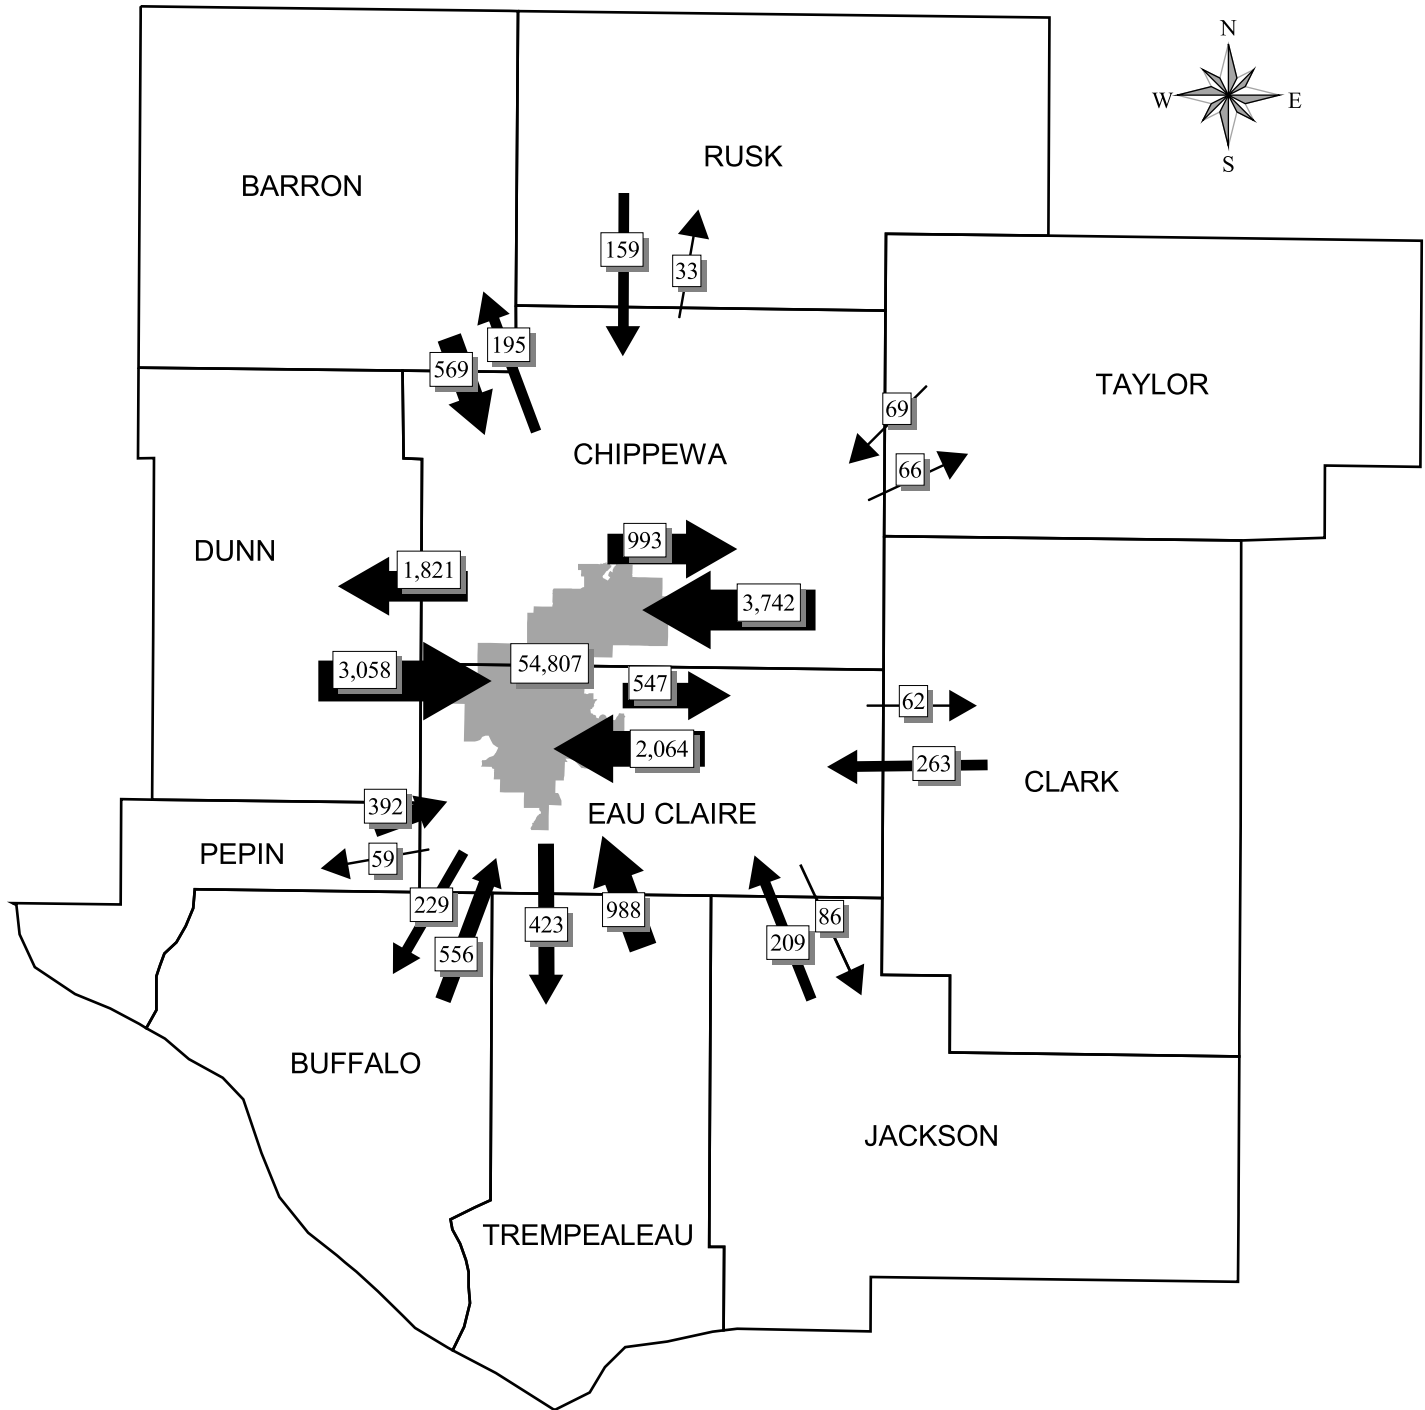 N
W
E
S
RUSK
BARRON
159
33
195
569
TAYLOR
69
CHIPPEWA
66
993
DUNN
1,821
3,742
54,807
3,058
547
62
2,064
263
CLARK
392
EAU CLAIRE
PEPIN
59
229
988
86
423
209
556
BUFFALO
JACKSON
TREMPEALEAU